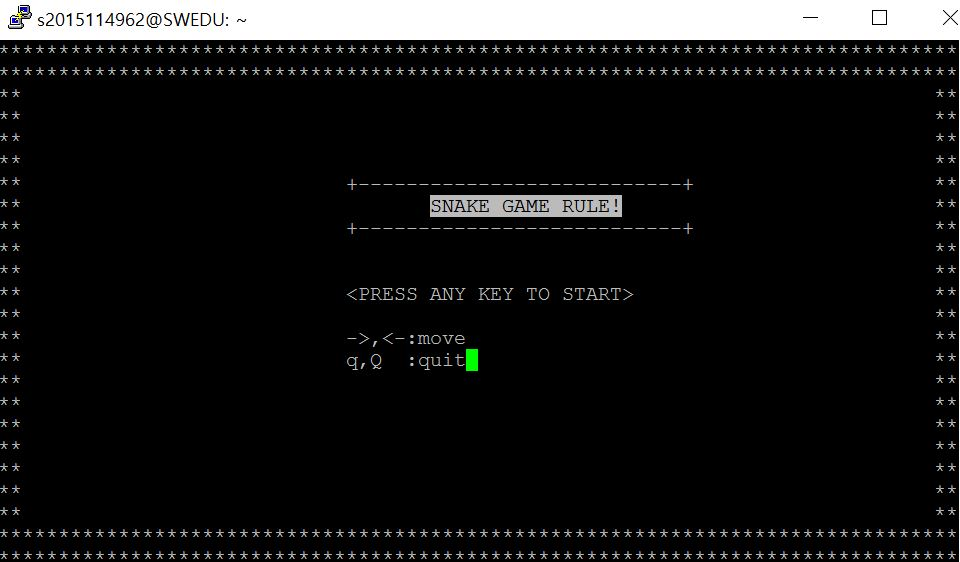 s2015114962@SWEDU: ~
********************************************************************************
********************************************************************************
**                                                                            **
**                                                                            **
**                                                                            **
**                                                                            **
**                           +---------------------------+                    **
**                                  SNAKE GAME RULE!                          **
**                           +---------------------------+                    **
**                                                                            **
**                                                                            **
**                           <PRESS ANY KEY TO START>                         **
**                                                                            **
**                           ->,<-:move                                       **
**                           q,Q  :quit                                       **
**                                                                            **
**                                                                            **
**                                                                            **
**                                                                            **
**                                                                            **
**                                                                            **
**                                                                            **
********************************************************************************
********************************************************************************